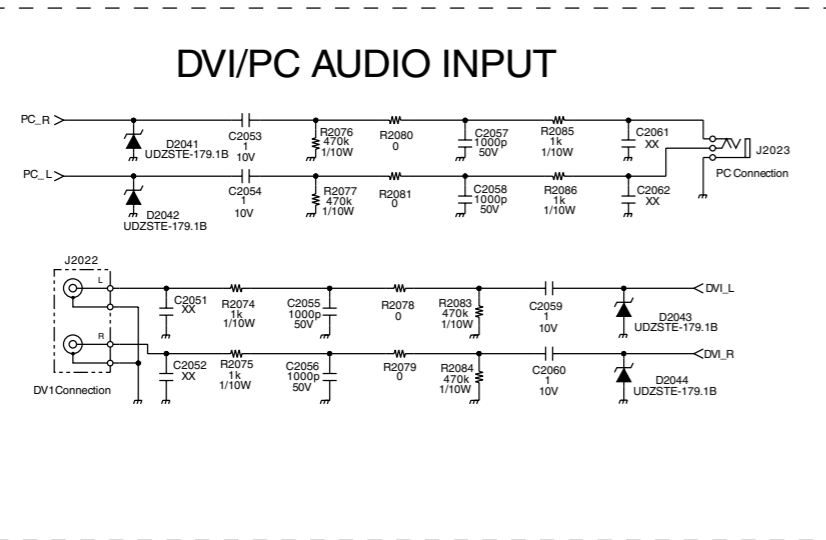 DVI/PC AUDIO INPUT
PC_R
D2041
UDZSTE-179.1B
C2053
1
10V
R2076
470k
1/10W
R2080
0
C2057
1000p
50V
R2085
1k
1/10W
C2061
XX
J2023
PC Connection
PC_L
D2042
UDZSTE-179.1B
C2054
1
10V
R2077
470k
1/10W
R2081
0
C2058
1000p
50V
R2086
1k
1/10W
C2062
XX
J2022
L
C2051
XX
R2074
1k
1/10W
C2055
1000p
50V
R2078
0
R2083
470k
1/10W
C2059
1
10V
D2043
UDZSTE-179.1B
DVI_L
R
C2052
XX
R2075
1k
1/10W
C2056
1000p
50V
R2079
0
R2084
470k
1/10W
C2060
1
10V
D2044
UDZSTE-179.1B
DVI_R
DV1Connection